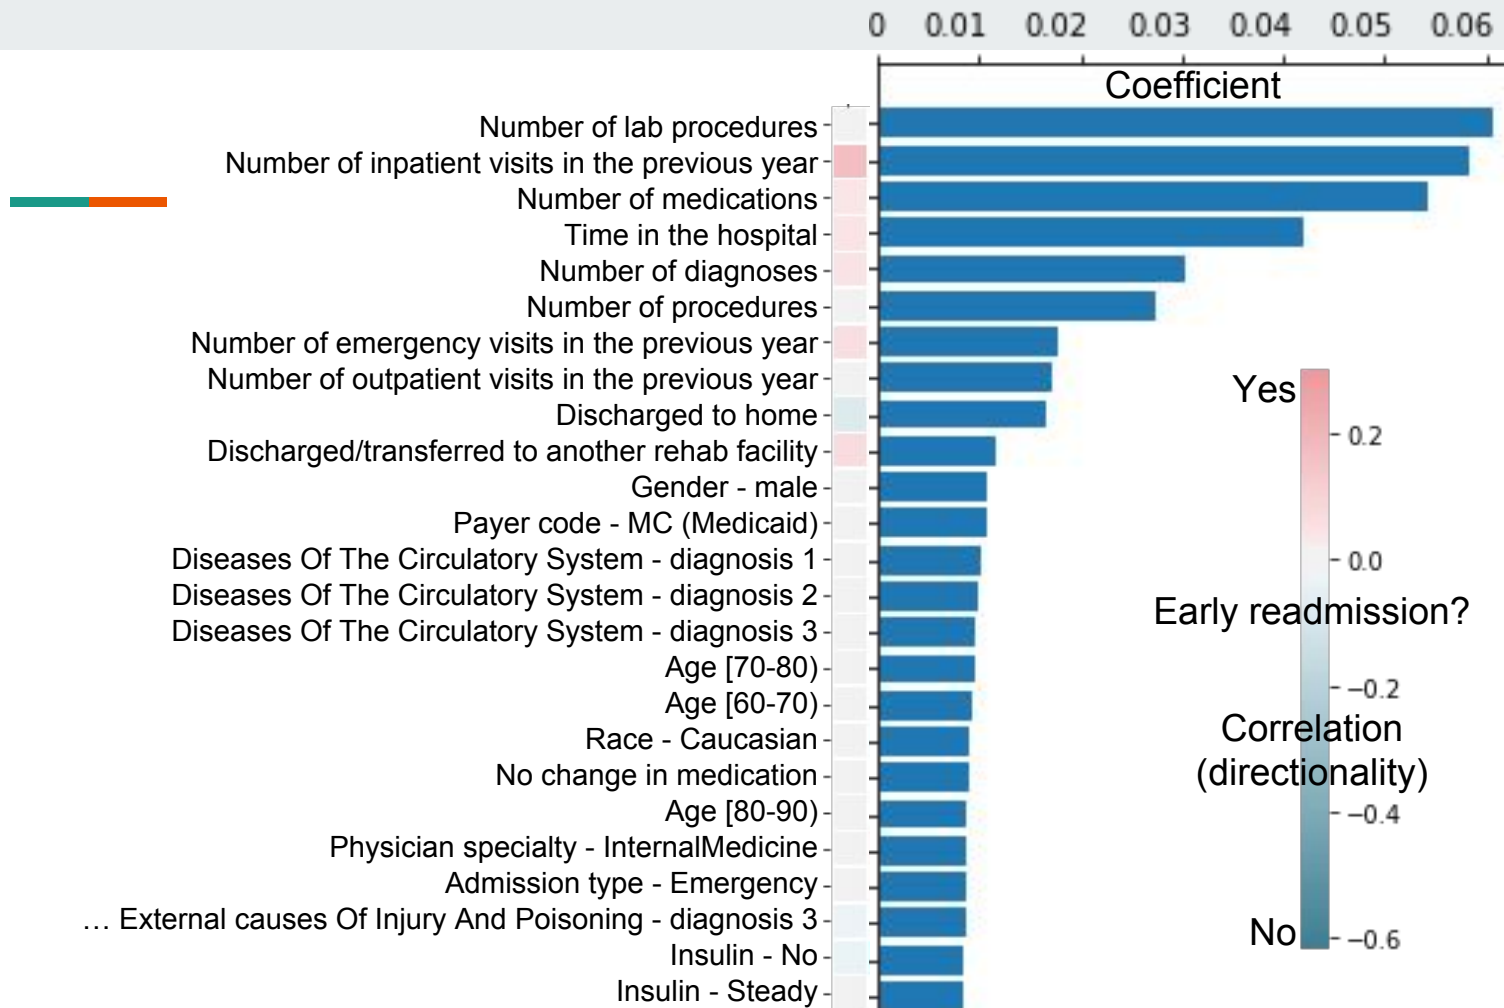 0 0.01 0.02 0.03 0.04 0.05 0.06
Coefficient
Number of lab procedures
Number of inpatient visits in the previous year
Number of medications
Time in the hospital
Number of diagnoses
Number of procedures
Number of emergency visits in the previous year
Number of outpatient visits in the previous year
Discharged to home
Discharged/transferred to another rehab facility
Gender - male
Payer code - MC (Medicaid)
Diseases Of The Circulatory System - diagnosis 1
Diseases Of The Circulatory System - diagnosis 2
Diseases Of The Circulatory System - diagnosis 3
Age [70-80)
Age [60-70)
Race - Caucasian
No change in medication
Age [80-90)
Physician specialty - InternalMedicine
Admission type - Emergency
… External causes Of Injury And Poisoning - diagnosis 3
Insulin - No
Insulin - Steady
Yes
0.2
0.0
Early readmission?
−0.2
Correlation
(directionality)
−0.4
No
−0.6